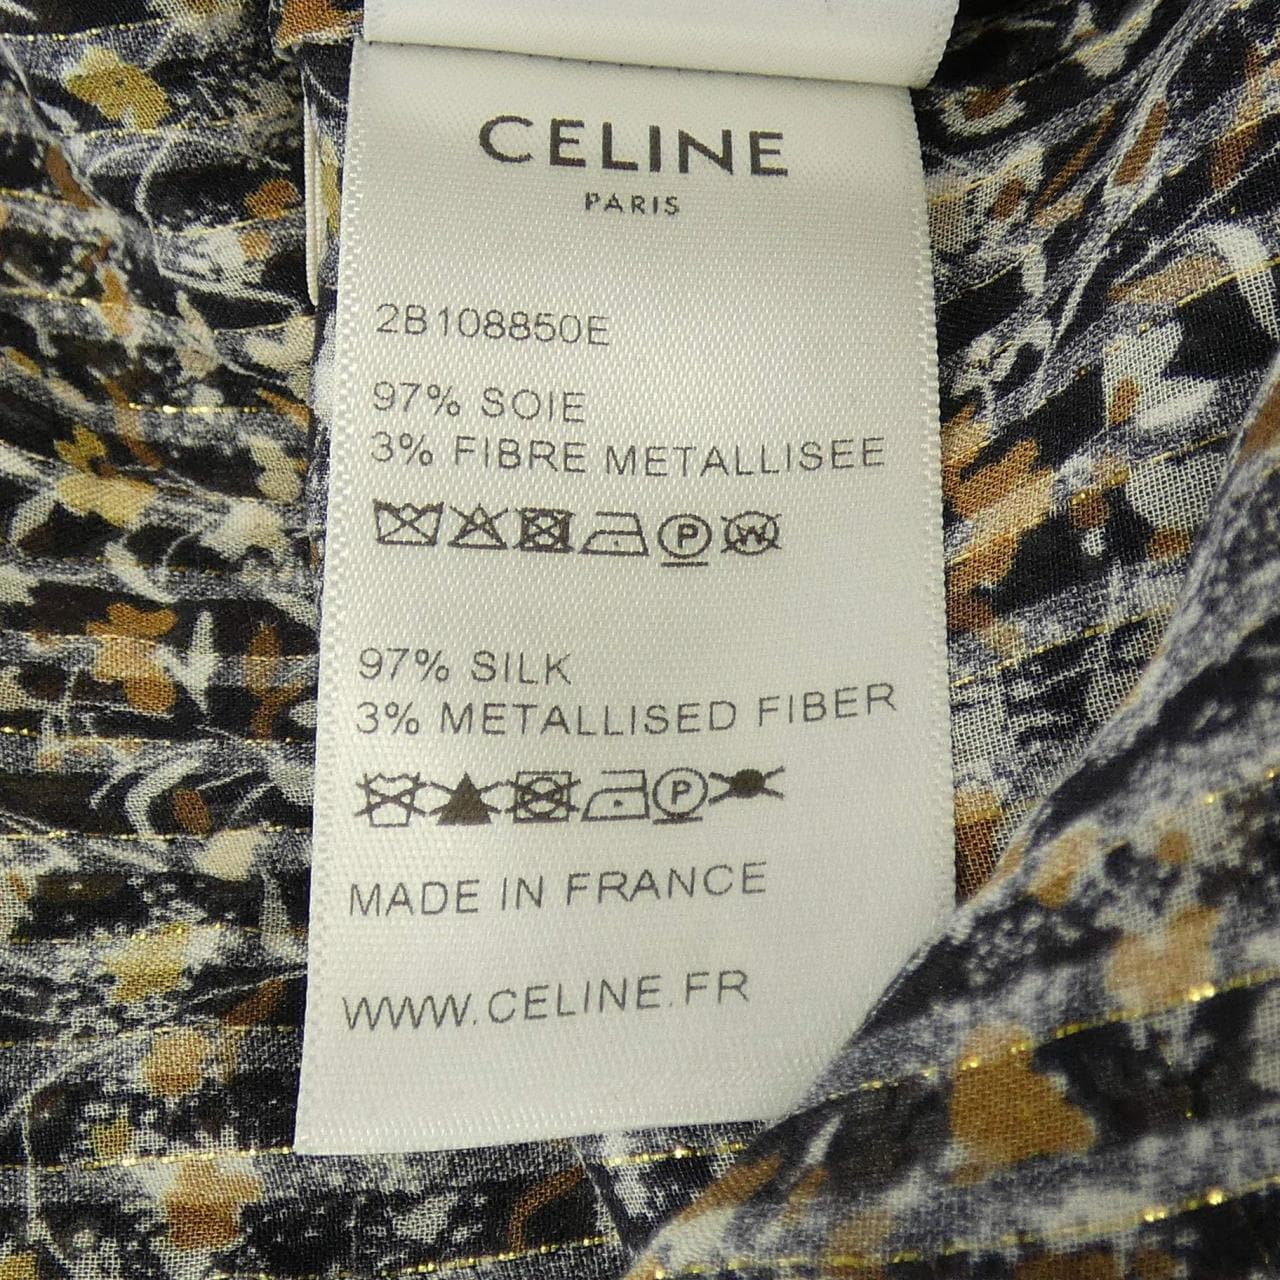 CELINE
PARIS
2B108850E
97% SOIE
3% FIBRE METALLISEE
P W
97% SILK
3% METALLISED FIBER
P
MADE IN FRANCE
WWW.CELINE.FR